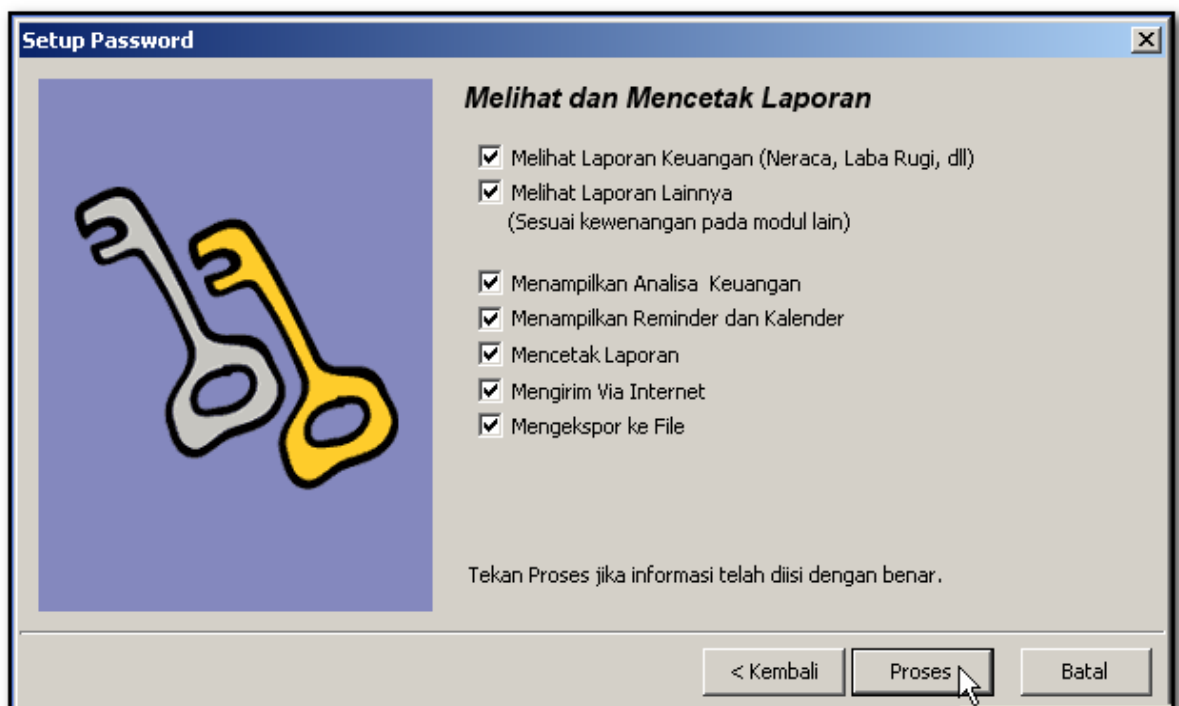 Setup Password
Melihat dan Mencetak Laporan
Melihat Laporan Keuangan (Neraca, Laba Rugi, dll)
Melihat Laporan Lainnya
(Sesuai kewenangan pada modul lain)
Menampilkan Analisa Keuangan
Menampilkan Reminder dan Kalender
Mencetak Laporan
Mengirim Via Internet
Mengekspor ke File
Tekan Proses jika informasi telah diisi dengan benar.
< Kembali Proses Batal